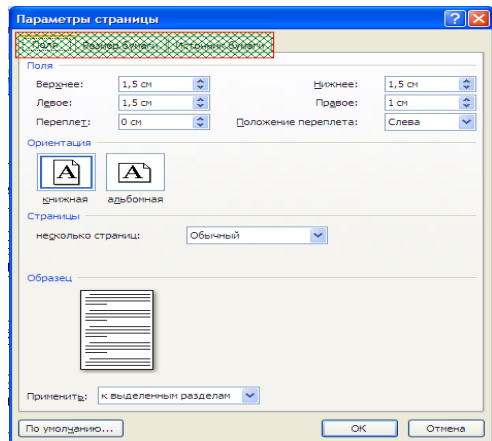 Параметры страницы
Поля Размер бумаги Источник бумаги
Поля
Верхнее: 1,5 см Нижнее: 1,5 см
Левое: 1,5 см Правое: 1 см
Переплет: 0 см Положение переплета: Слева
Ориентация
A A
книжная альбомная
Страницы
несколько страниц: Обычный
Образец
Применить: к выделенным разделам
По умолчанию... ОК Отмена